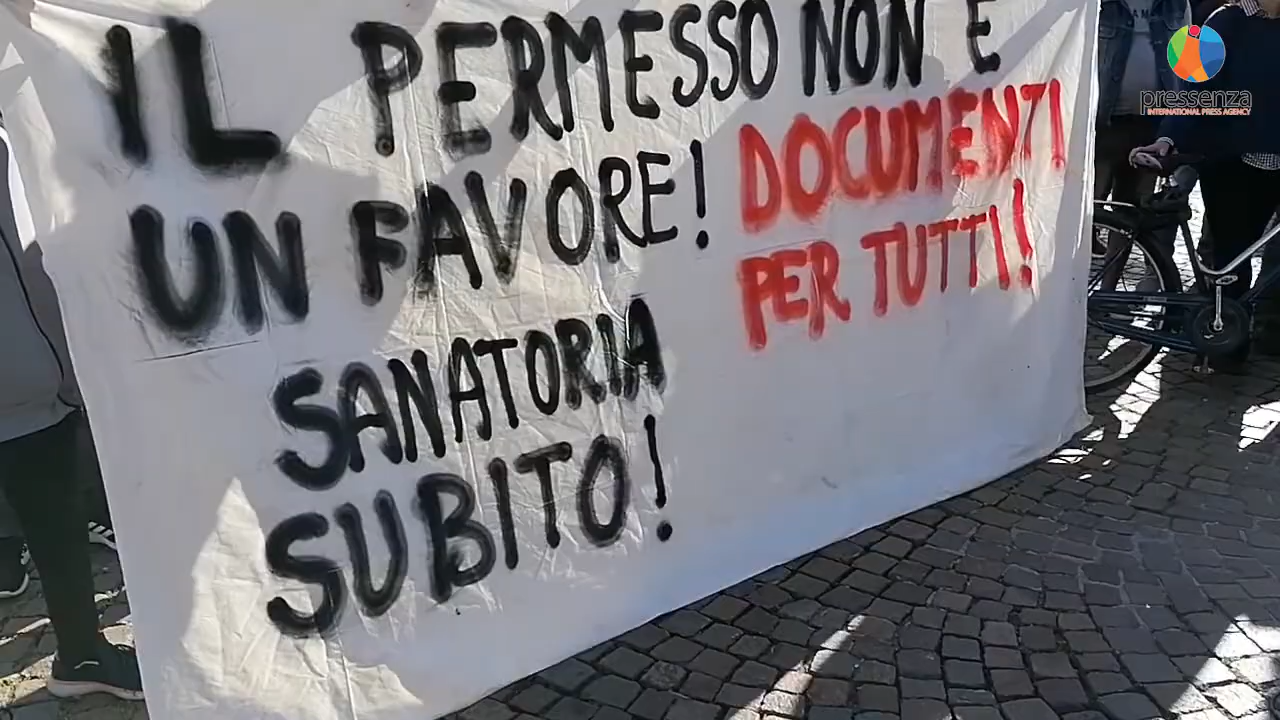 IL PERMESSO NON E
UN FAVORE! DOCUMENTI
PER TUTTI!
SANATORIA
SUBITO!
pressenza
INTERNATIONAL PRESS AGENCY